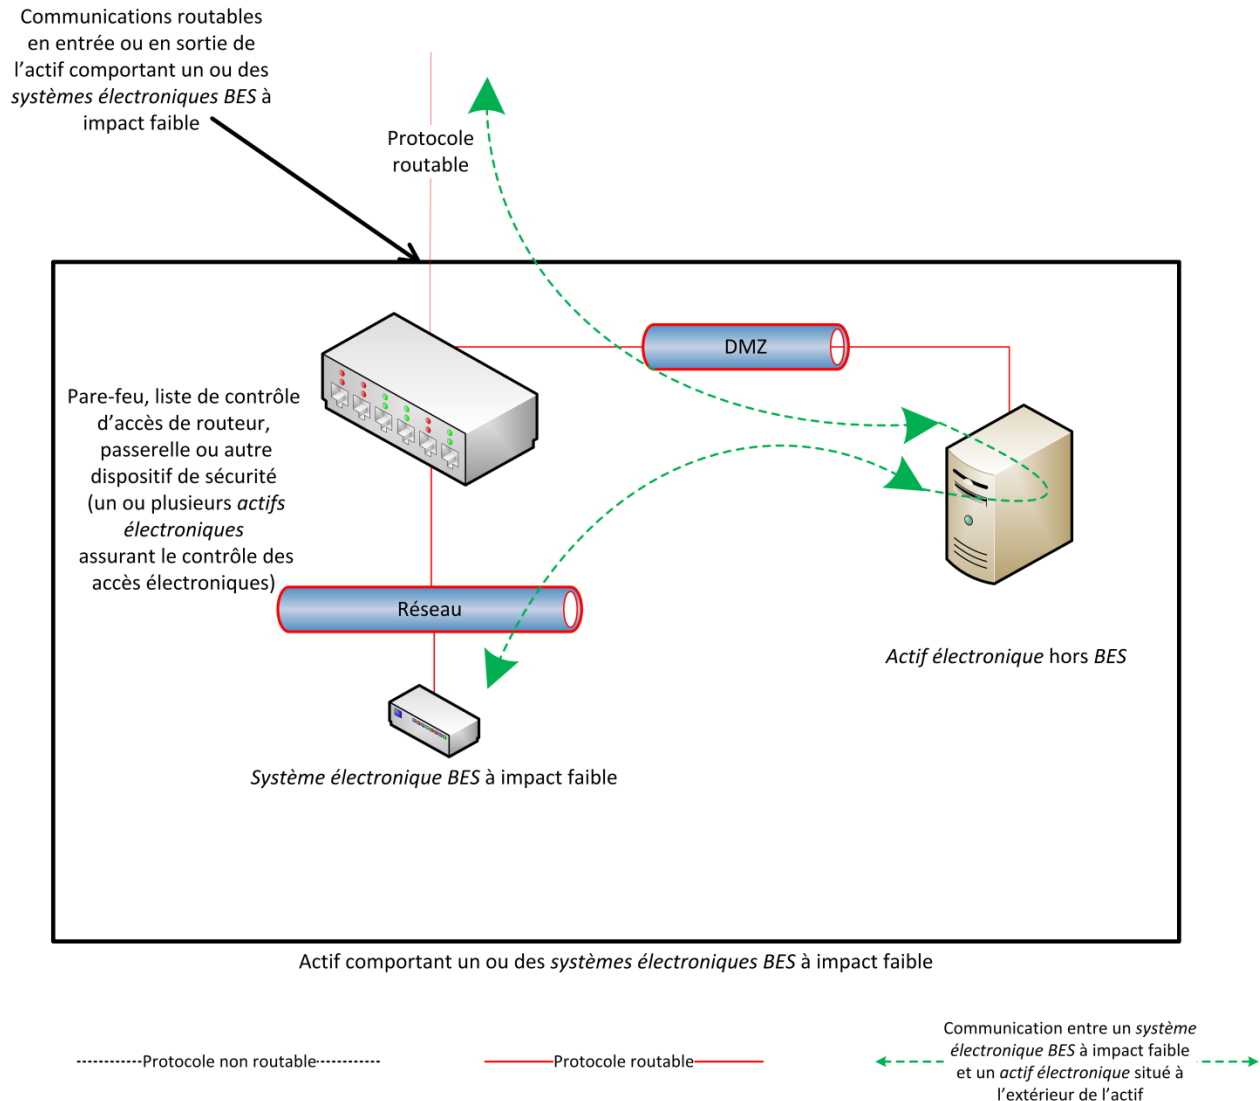 Communications routables
en entrée ou en sortie de
l’actif comportant un ou des
systèmes électroniques BES à
impact faible
Protocole
routable
DMZ
Pare-feu, liste de contrôle
d’accès de routeur,
passerelle ou autre
dispositif de sécurité
(un ou plusieurs actifs
électroniques
assurant le contrôle des
accès électroniques)
Réseau
Actif électronique hors BES
Système électronique BES à impact faible
Actif comportant un ou des systèmes électroniques BES à impact faible
Protocole non routable
Protocole routable
Communication entre un système
électronique BES à impact faible
et un actif électronique situé à
l’extérieur de l’actif